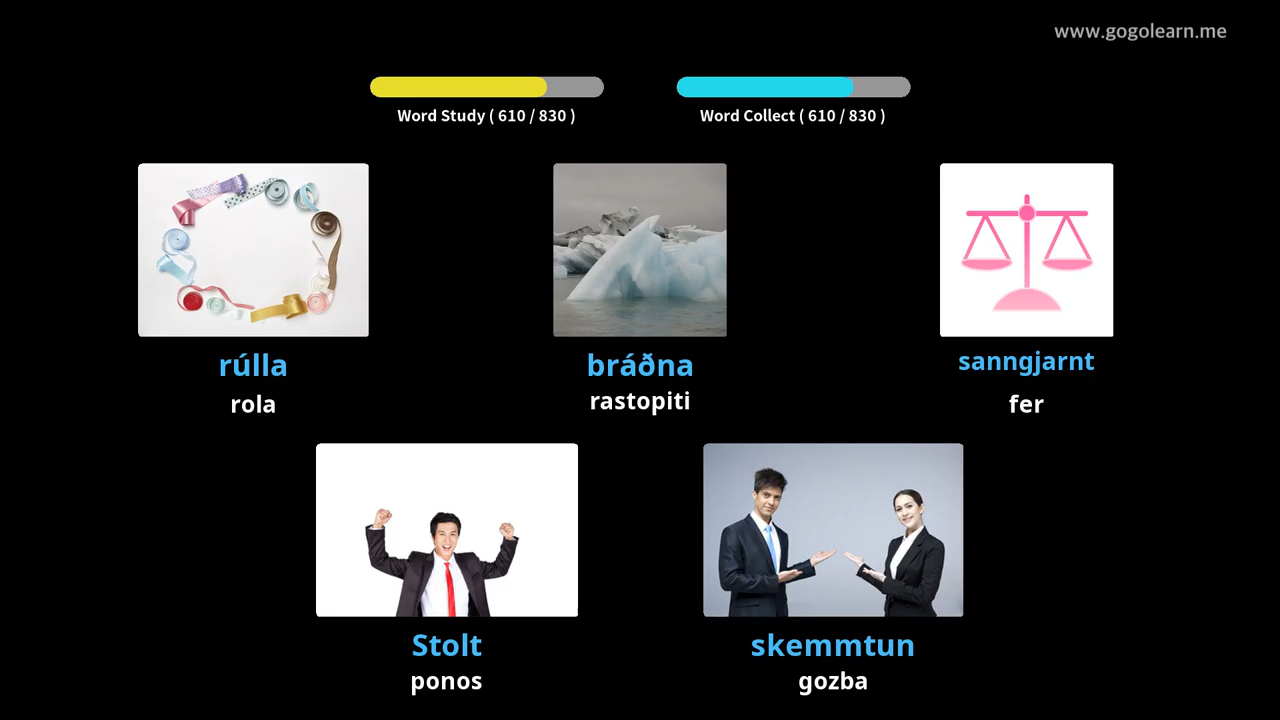 www.gogolearn.me
Word Study ( 610 / 830 )
Word Collect ( 610 / 830 )
rúlla
rola
bráðna
rastopiti
sanngjarnt
fer
Stolt
ponos
skemmtun
gozba